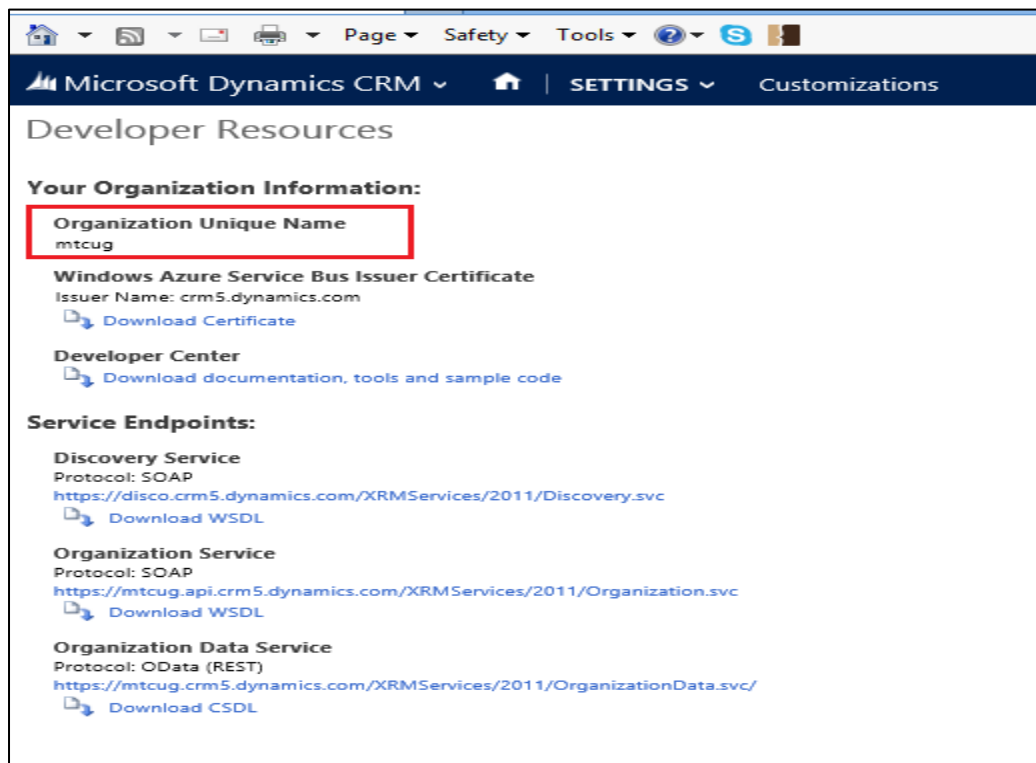 Page Safety Tools
Microsoft Dynamics CRM | SETTINGS Customizations
Developer Resources
Your Organization Information:
Organization Unique Name
mtcug
Windows Azure Service Bus Issuer Certificate
Issuer Name: crm5.dynamics.com
Download Certificate
Developer Center
Download documentation, tools and sample code
Service Endpoints:
Discovery Service
Protocol: SOAP
https://disco.crm5.dynamics.com/XRMServices/2011/Discovery.svc
Download WSDL
Organization Service
Protocol: SOAP
https://mtcug.api.crm5.dynamics.com/XRMServices/2011/Organization.svc
Download WSDL
Organization Data Service
Protocol: OData (REST)
https://mtcug.crm5.dynamics.com/XRMServices/2011/OrganizationData.svc/
Download CSDL